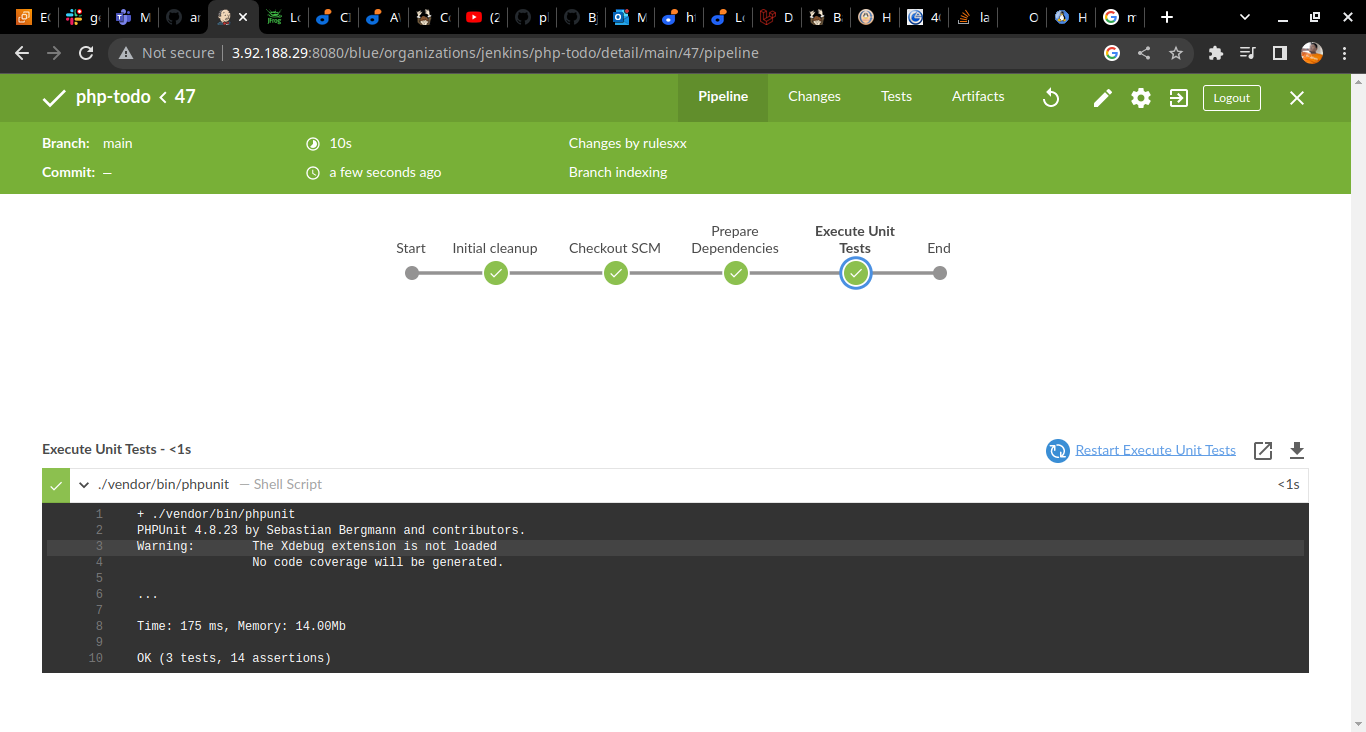 E(
ge
M
ar
Lo
Cl
A\
Co
(2
pl
Bj
M
ht
Lo
D
B
H
4(
la
O
H
m
Not secure 3.92.188.29:8080/blue/organizations/jenkins/php-todo/detail/main/47/pipeline
php-todo < 47 Pipeline Changes Tests Artifacts Logout
Branch: main 10s Changes by rulesxx
Commit: — a few seconds ago Branch indexing
Start Initial cleanup Checkout SCM Prepare Dependencies Execute Unit Tests End
Execute Unit Tests - <1s Restart Execute Unit Tests
./vendor/bin/phpunit — Shell Script <1s
1 + ./vendor/bin/phpunit
2 PHPUnit 4.8.23 by Sebastian Bergmann and contributors.
3 Warning: The Xdebug extension is not loaded
4 No code coverage will be generated.
5
6 ...
7
8 Time: 175 ms, Memory: 14.00Mb
9
10 OK (3 tests, 14 assertions)